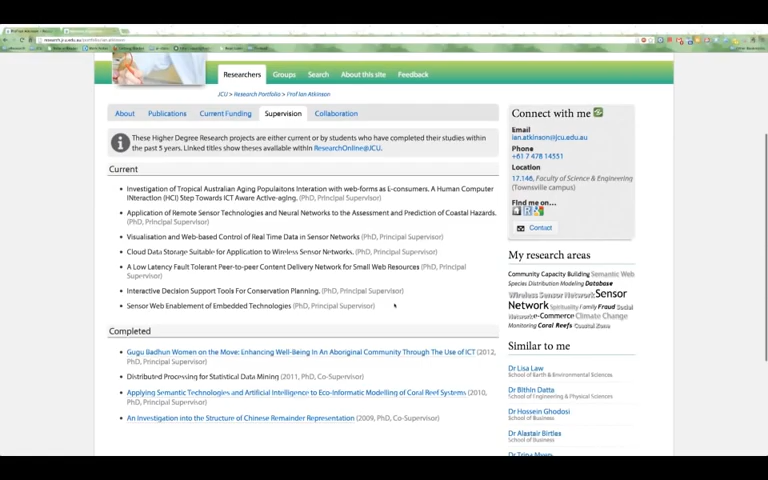 Researchers Groups Search About this site Feedback
JCU > Research Portfolio > Prof Ian Atkinson
About Publications Current Funding Supervision Collaboration
These Higher Degree Research projects are either current or by students who have completed their studies within
the past 5 years. Linked titles show theses available within ResearchOnline@JCU.
Current
Investigation of Tropical Australian Aging Populaitons Interation with web-forms as E-consumers. A Human Computer
INteraction (HCI) Step Towards ICT Aware Active-aging. (PhD, Principal Supervisor)
Application of Remote Sensor Technologies and Neural Networks to the Assessment and Prediction of Coastal Hazards.
(PhD, Principal Supervisor)
Visualisation and Web-based Control of Real Time Data in Sensor Networks (PhD, Principal Supervisor)
Cloud Data Storage Suitable for Application to Wireless Sensor Networks. (PhD, Principal Supervisor)
A Low Latency Fault Tolerant Peer-to-peer Content Delivery Network for Small Web Resources (PhD, Principal
Supervisor)
Interactive Decision Support Tools For Conservation Planning. (PhD, Principal Supervisor)
Sensor Web Enablement of Embedded Technologies (PhD, Principal Supervisor)
Completed
Gugu Badhun Women on the Move: Enhancing Well-Being In An Aboriginal Community Through The Use of ICT (2012,
PhD, Principal Supervisor)
Distributed Processing for Statistical Data Mining (2011, PhD, Co-Supervisor)
Applying Semantic Technologies and Artificial Intelligence to Eco-Informatic Modelling of Coral Reef Systems (2010,
PhD, Principal Supervisor)
An Investigation into the Structure of Chinese Remainder Representation (2009, PhD, Co-Supervisor)
Connect with me
Email
ian.atkinson@jcu.edu.au
Phone
+61 7 478 14551
Location
17.146, Faculty of Science & Engineering
(Townsville campus)
Find me on...
Contact
My research areas
Community Capacity Building Semantic Web
Species Distribution Modeling Database
Wireless Sensor Network Sensor
Network Spirituality Family Fraud Social
Network e-Commerce Climate Change
Monitoring Coral Reefs Coastal Zone
Similar to me
Dr Lisa Law
School of Earth & Environmental Sciences
Dr Bithin Datta
School of Engineering & Physical Sciences
Dr Hossein Ghodosi
School of Business
Dr Alastair Birtles
School of Business